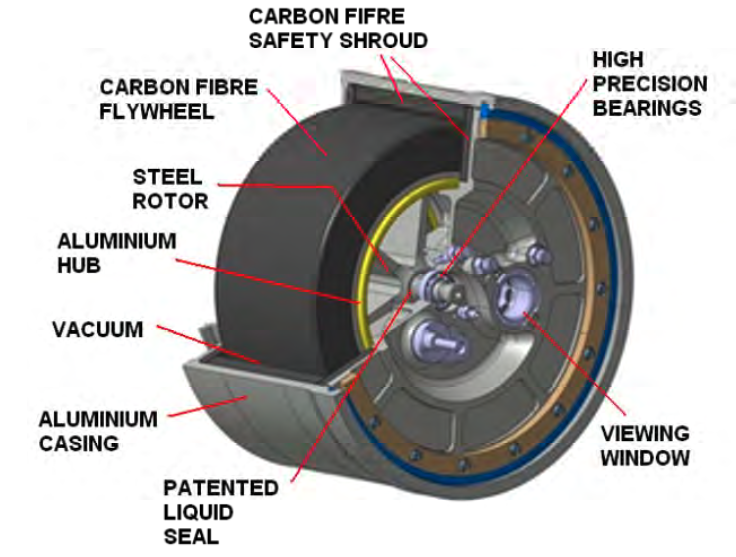 CARBON FIFRE
SAFETY SHROUD
HIGH
PRECISION
BEARINGS
CARBON FIBRE
FLYWHEEL
STEEL
ROTOR
ALUMINIUM
HUB
VACUUM
ALUMINIUM
CASING
VIEWING
WINDOW
PATENTED
LIQUID
SEAL